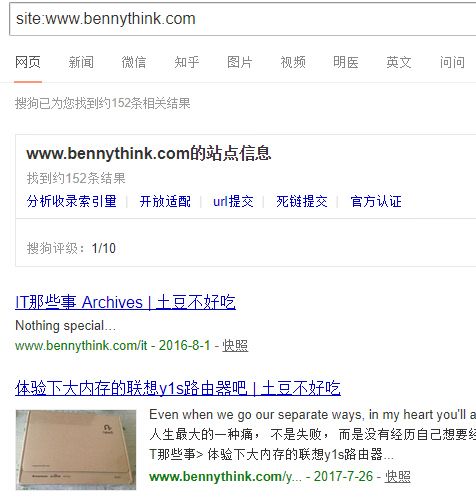 site:www.bennythink.com
网页 新闻 微信 知乎 图片 视频 明医 英文 问问
搜狗已为您找到约152条相关结果
www.bennythink.com的站点信息
找到约152条结果
分析收录索引量 | 开放适配 | url提交 | 死链提交 | 官方认证
搜狗评级：1/10
IT那些事 Archives | 土豆不好吃
Nothing special...
www.bennythink.com/it - 2016-8-1 - 快照
体验下大内存的联想y1s路由器吧 | 土豆不好吃
Even when we go our separate ways, in my heart you'll a
人生最大的一种痛， 不是失败， 而是没有经历自己想要经
T那些事> 体验下大内存的联想y1s路由器...
www.bennythink.com/y... - 2017-7-26 - 快照